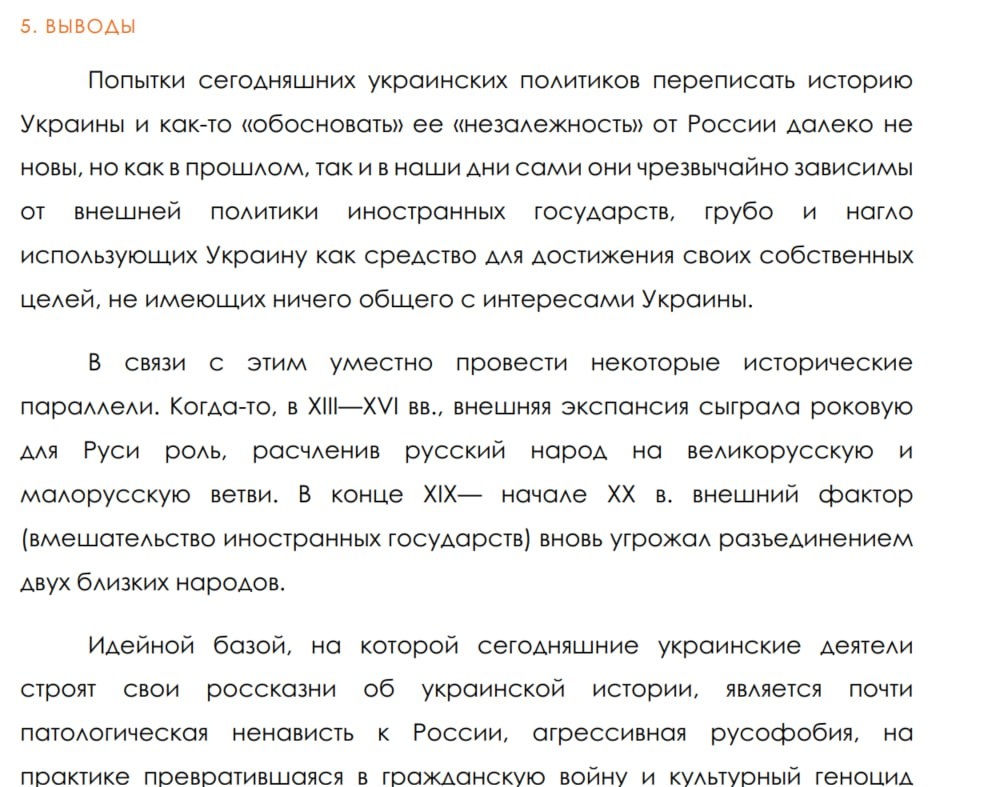 5. ВЫВОДЫ
Попытки сегодняшних украинских политиков переписать историю
Украины и как-то «обосновать» ее «незалежность» от России далеко не
новы, но как в прошлом, так и в наши дни сами они чрезвычайно зависимы
от внешней политики иностранных государств, грубо и нагло
использующих Украину как средство для достижения своих собственных
целей, не имеющих ничего общего с интересами Украины.
В связи с этим уместно провести некоторые исторические
параллели. Когда-то, в XIII—XVI вв., внешняя экспансия сыграла роковую
для Руси роль, расчленив русский народ на великорусскую и
малорусскую ветви. В конце XIX— начале XX в. внешний фактор
(вмешательство иностранных государств) вновь угрожал разъединением
двух близких народов.
Идейной базой, на которой сегодняшние украинские деятели
строят свои россказни об украинской истории, является почти
патологическая ненависть к России, агрессивная русофобия, на
практике превратившаяся в гражданскую войну и культурный геноцид